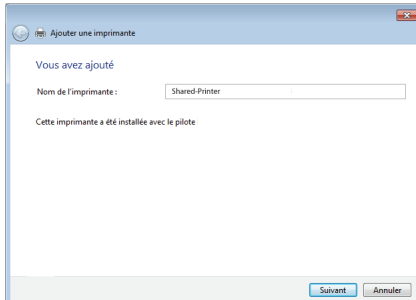 Ajouter une imprimante
Vous avez ajouté
Nom de l'imprimante : Shared-Printer
Cette imprimante a été installée avec le pilote
Suivant Annuler